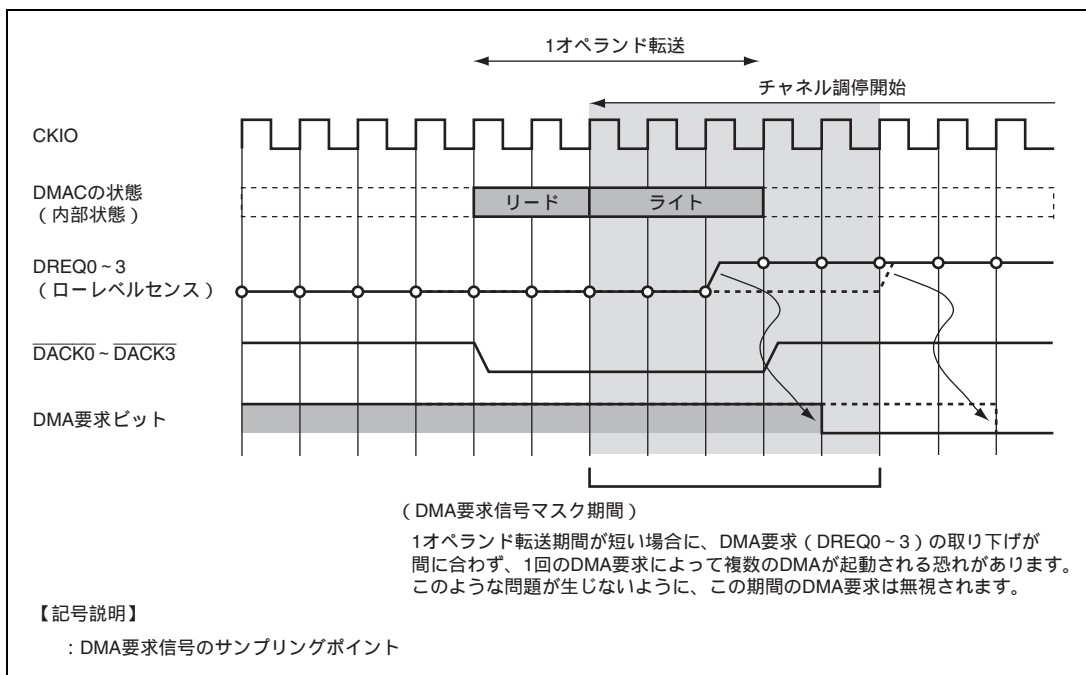 1オペランド転送
チャネル調停開始
CKIO
DMACの状態
（内部状態）
リード
ライト
DREQ0~3
（ローレベルセンス）
DACK0~DACK3
DMA要求ビット
（DMA要求信号マスク期間）
1オペランド転送期間が短い場合に、DMA要求（DREQ0~3）の取り下げが
間に合わず、1回のDMA要求によって複数のDMAが起動される恐れがあります。
このような問題が生じないように、この期間のDMA要求は無視されます。
【記号説明】
：DMA要求信号のサンプリングポイント